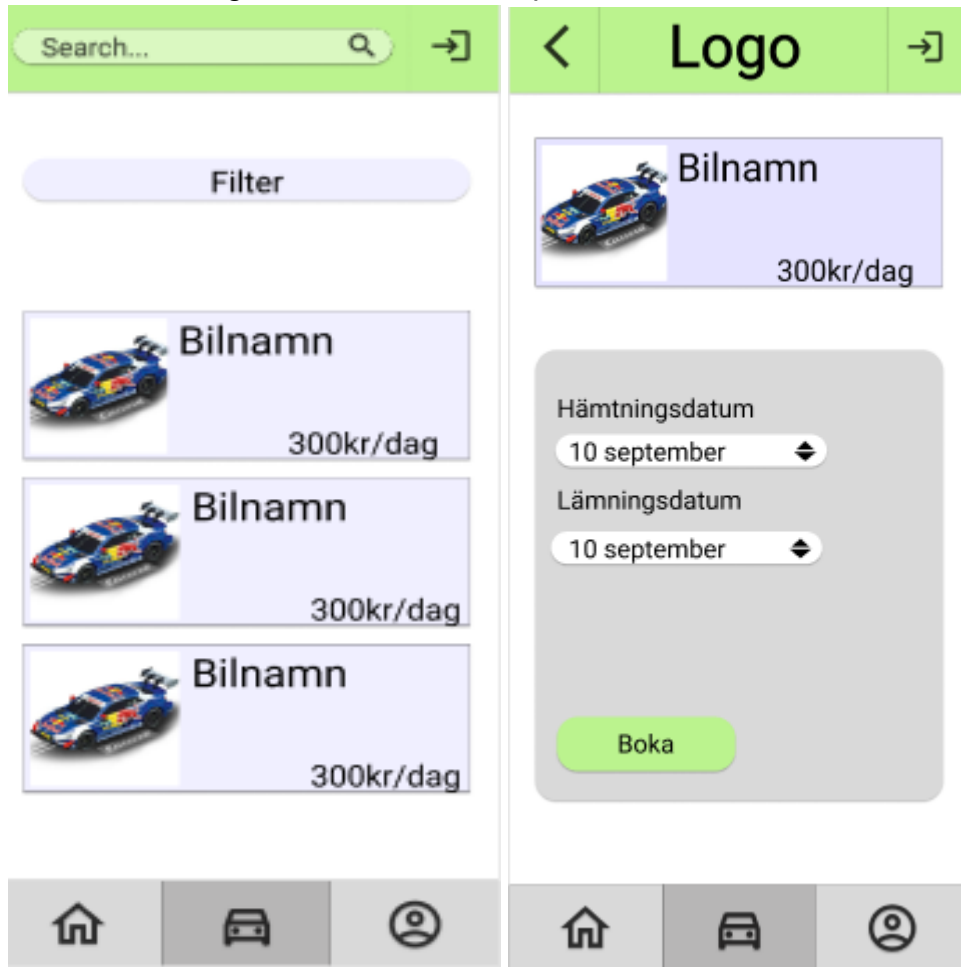 Search...
Filter
Bilnamn
300kr/dag
Bilnamn
300kr/dag
Bilnamn
300kr/dag
Logo
Bilnamn
300kr/dag
Hämtningsdatum
10 september
Lämningsdatum
10 september
Boka